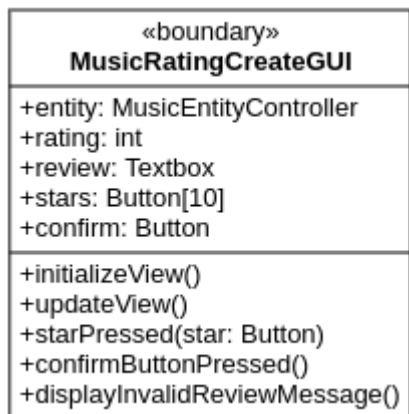 «boundary»
MusicRatingCreateGUI
+entity: MusicEntityController
+rating: int
+review: Textbox
+stars: Button[10]
+confirm: Button
+initializeView()
+updateView()
+starPressed(star: Button)
+confirmButtonPressed()
+displayInvalidReviewMessage()